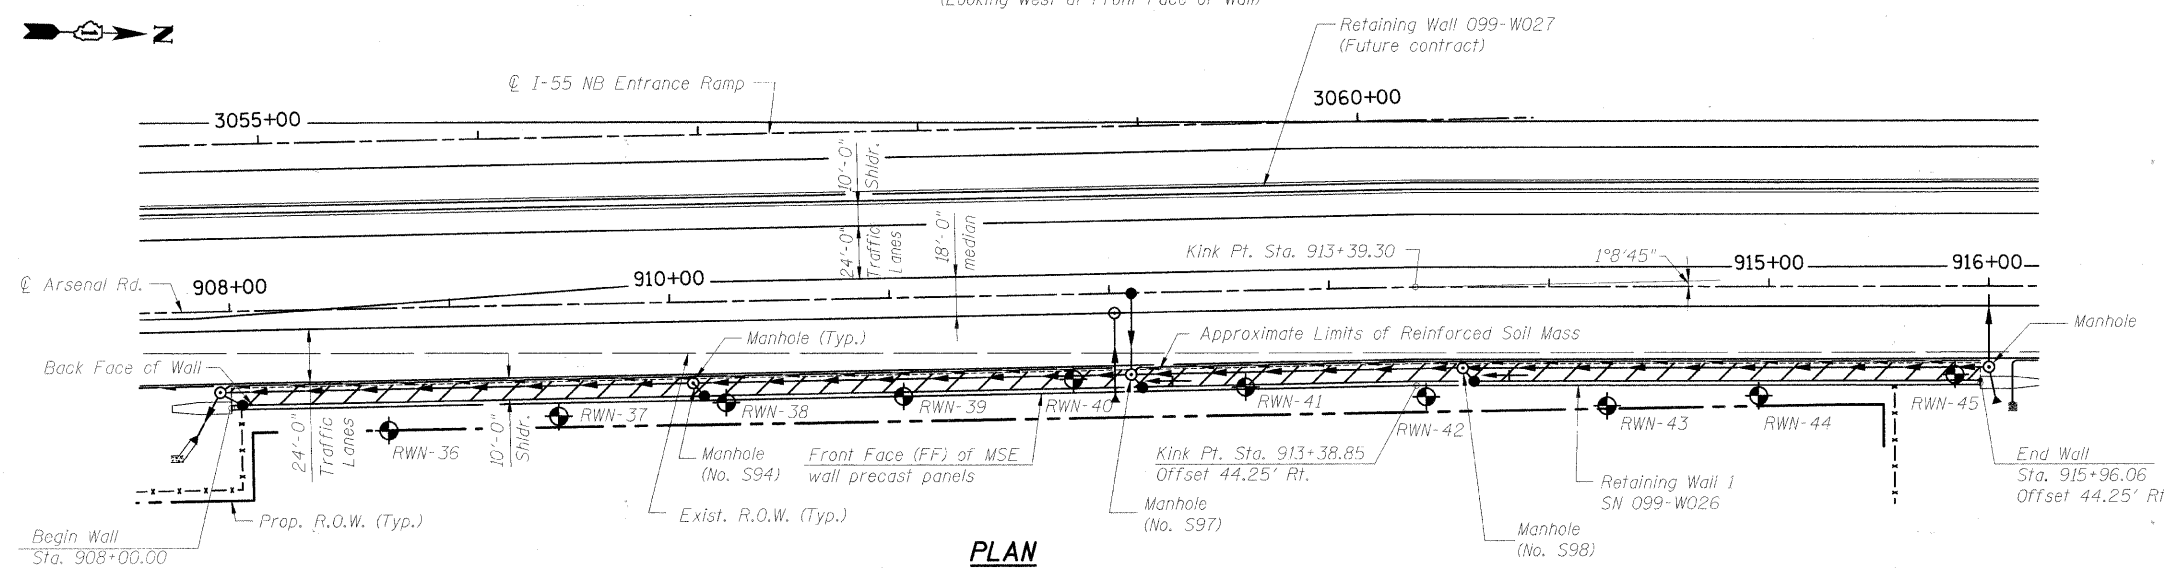 (Looking West at Front Face of Wall)
N
Retaining Wall 099-W027
(Future contract)
℄ I-55 NB Entrance Ramp
3055+00
3060+00
10'-0"
Shldr.
24'-0"
Traffic
Lanes
18'-0"
median
Kink Pt. Sta. 913+39.30
1°8'45"
℄ Arsenal Rd.
908+00
910+00
915+00
916+00
Manhole (Typ.)
Approximate Limits of Reinforced Soil Mass
Manhole
Back Face of Wall
24'-0"
Traffic
Lanes
10'-0"
Shldr.
RWN-36
RWN-37
RWN-38
RWN-39
RWN-40
RWN-41
RWN-42
RWN-43
RWN-44
RWN-45
Manhole
(No. S94)
Front Face (FF) of MSE
wall precast panels
Kink Pt. Sta. 913+38.85
Offset 44.25' Rt.
Retaining Wall 1
SN 099-W026
End Wall
Sta. 915+96.06
Offset 44.25' Rt
Prop. R.O.W. (Typ.)
Exist. R.O.W. (Typ.)
Manhole
(No. S97)
Manhole
(No. S98)
Begin Wall
Sta. 908+00.00
PLAN